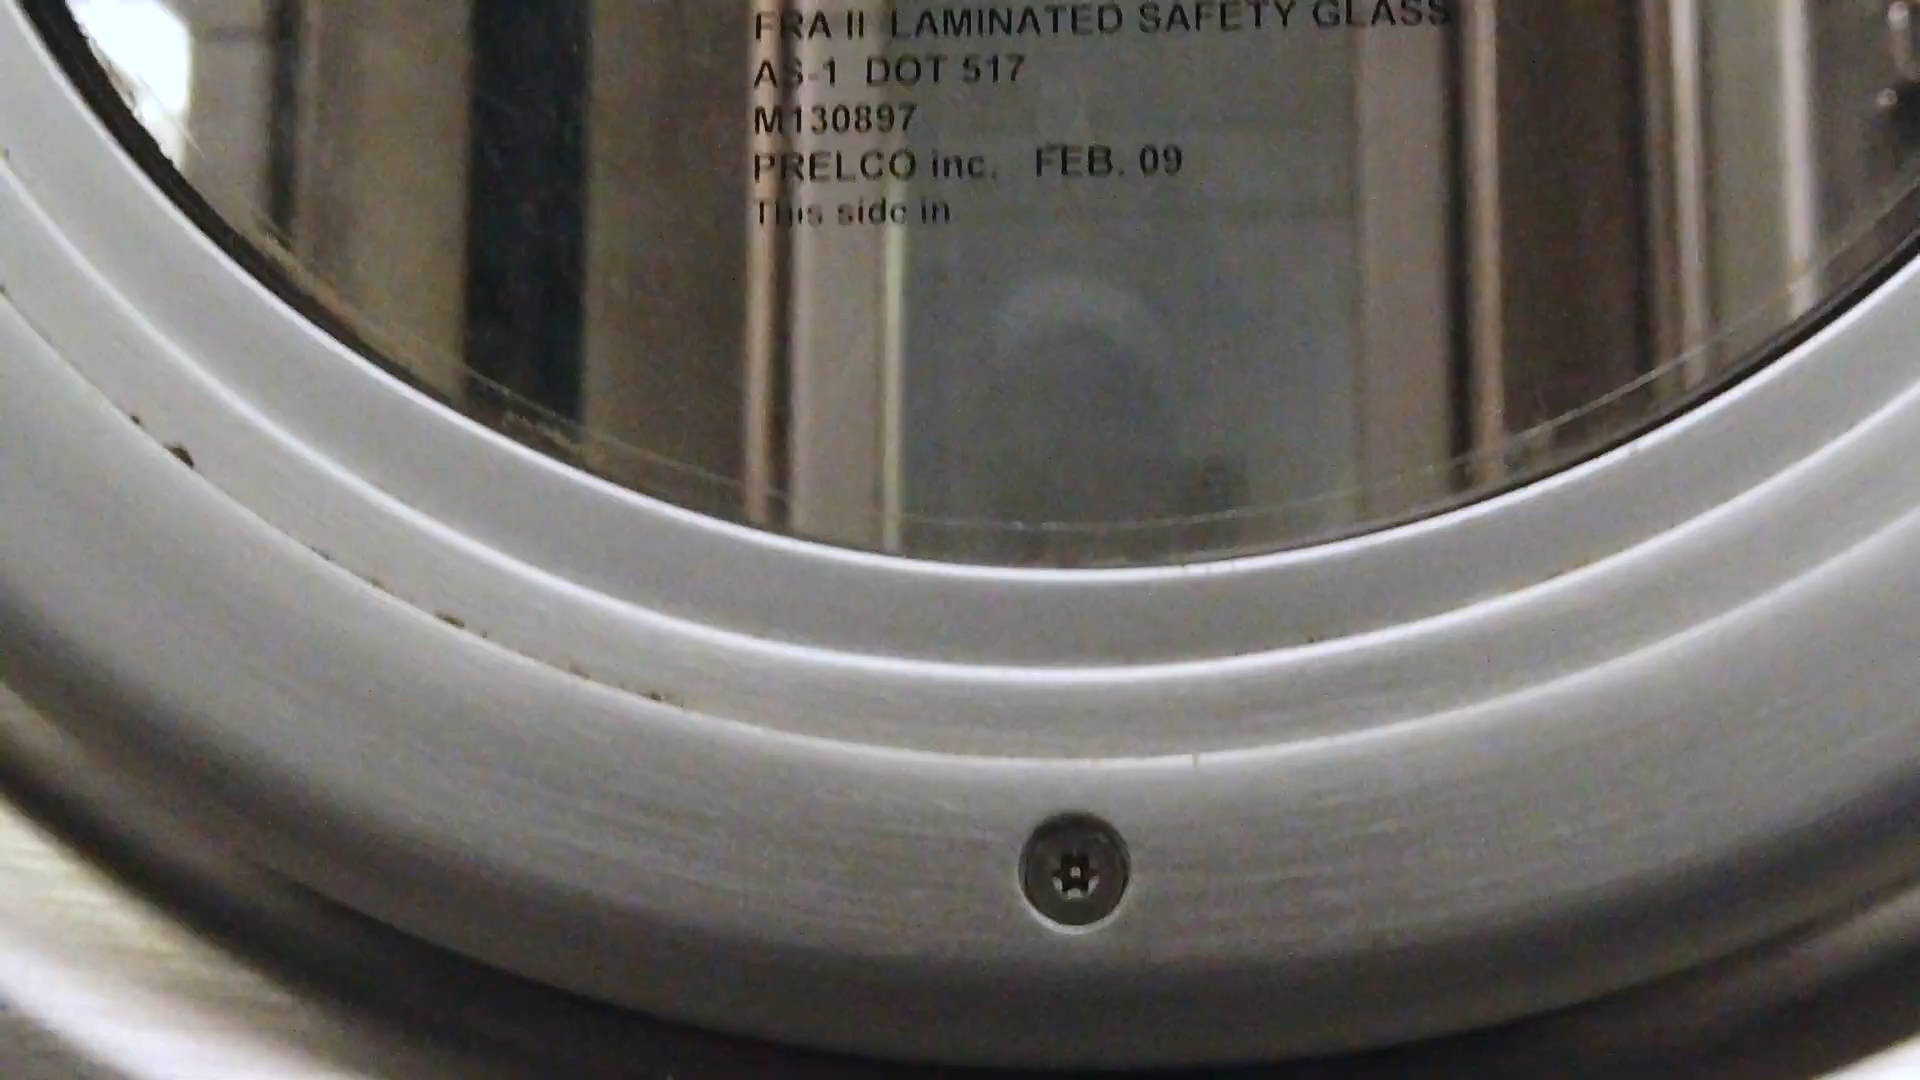 FRA II LAMINATED SAFETY GLASS
AS-1 DOT 517
M130897
PRELCO inc. FEB. 09
This side in